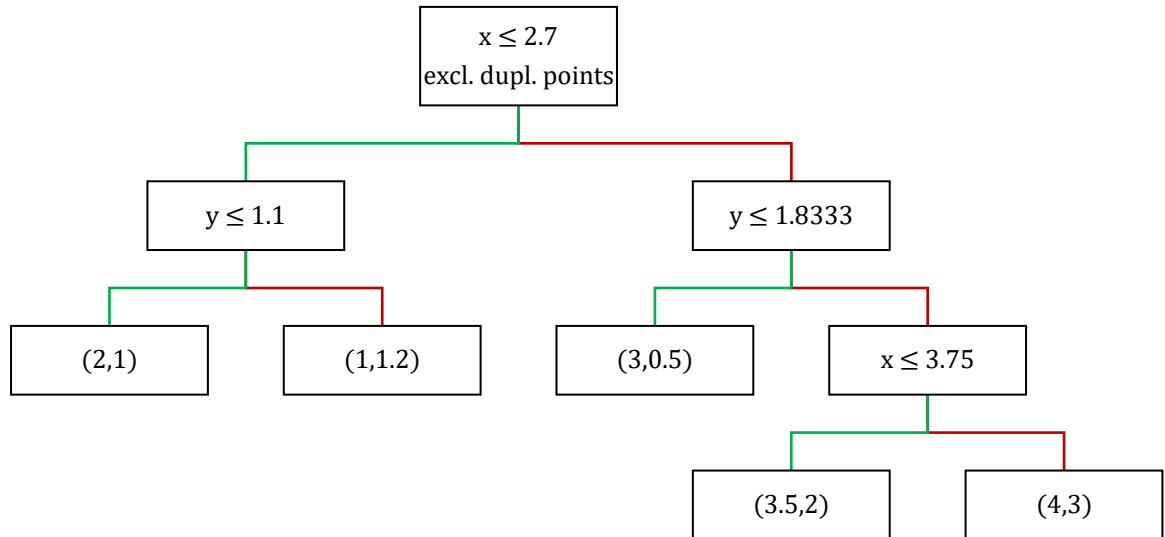 x ≤ 2.7
excl. dupl. points
y ≤ 1.1
y ≤ 1.8333
(2,1)
(1,1.2)
(3,0.5)
x ≤ 3.75
(3.5,2)
(4,3)